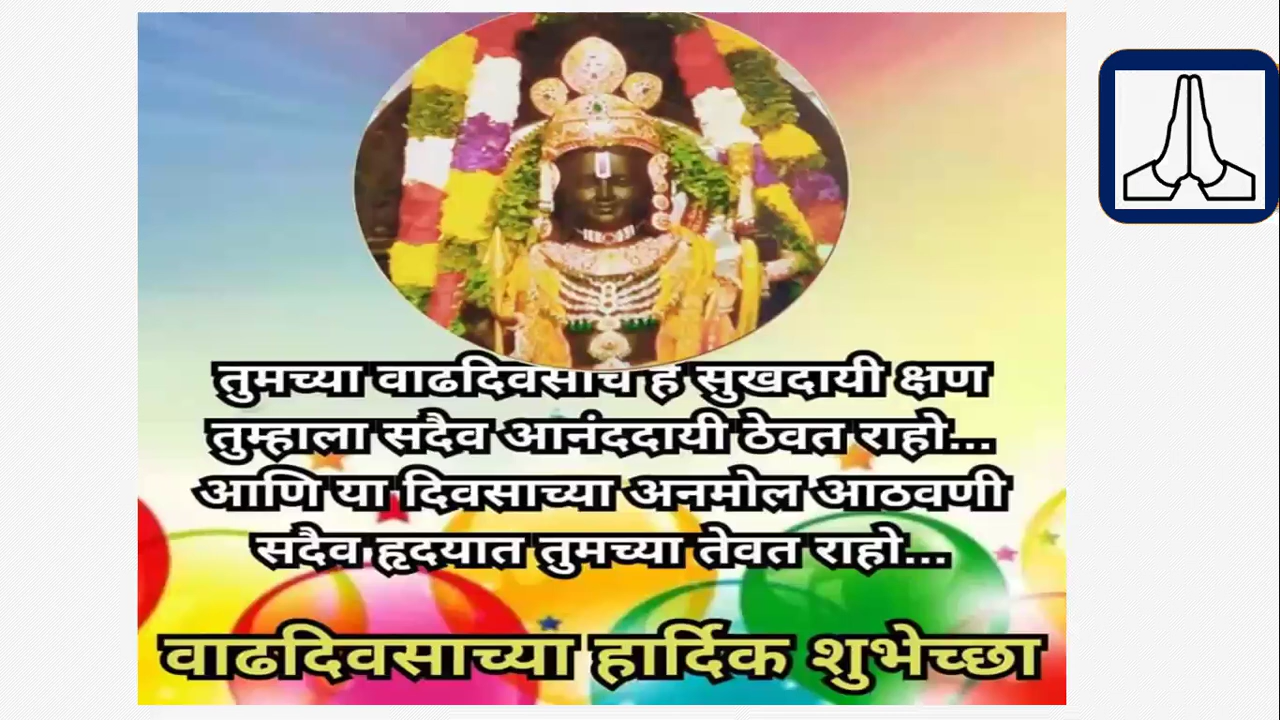 तुमच्या वाढदिवसाचे हे सुखदायी क्षण
तुम्हाला सदैव आनंददायी ठेवत राहो...
आणि या दिवसाच्या अनमोल आठवणी
सदैव हृदयात तुमच्या तेवत राहो...
वाढदिवसाच्या हार्दिक शुभेच्छा